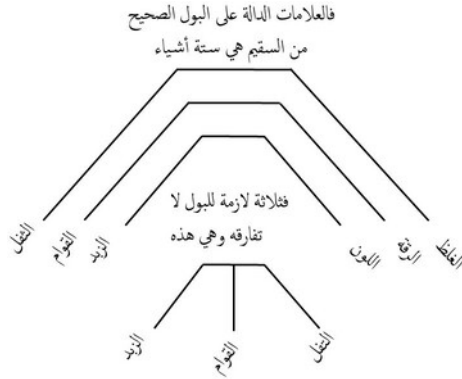 فالعلامات الدالة على البول الصحيح
من السقيم هي ستة أشياء
الغلظ
الرقة
اللون
الزبد
القوام
الثفل
فثلاثة لازمة للبول لا
تفارقه وهي هذه
الثفل
القوام
الزبد